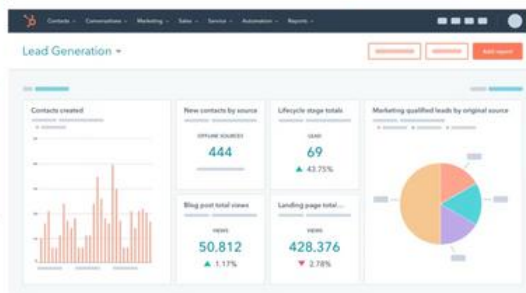 Contacts Conversations Marketing Sales Service Automation Reports
Lead Generation
Add report
Contacts created
New contacts by source
OFFLINE SOURCES
444
Lifecycle stage totals
LEAD
69
43.75%
Marketing qualified leads by original source
Blog post total views
VIEWS
50.812
1.17%
Landing page total...
VIEWS
428.376
2.78%